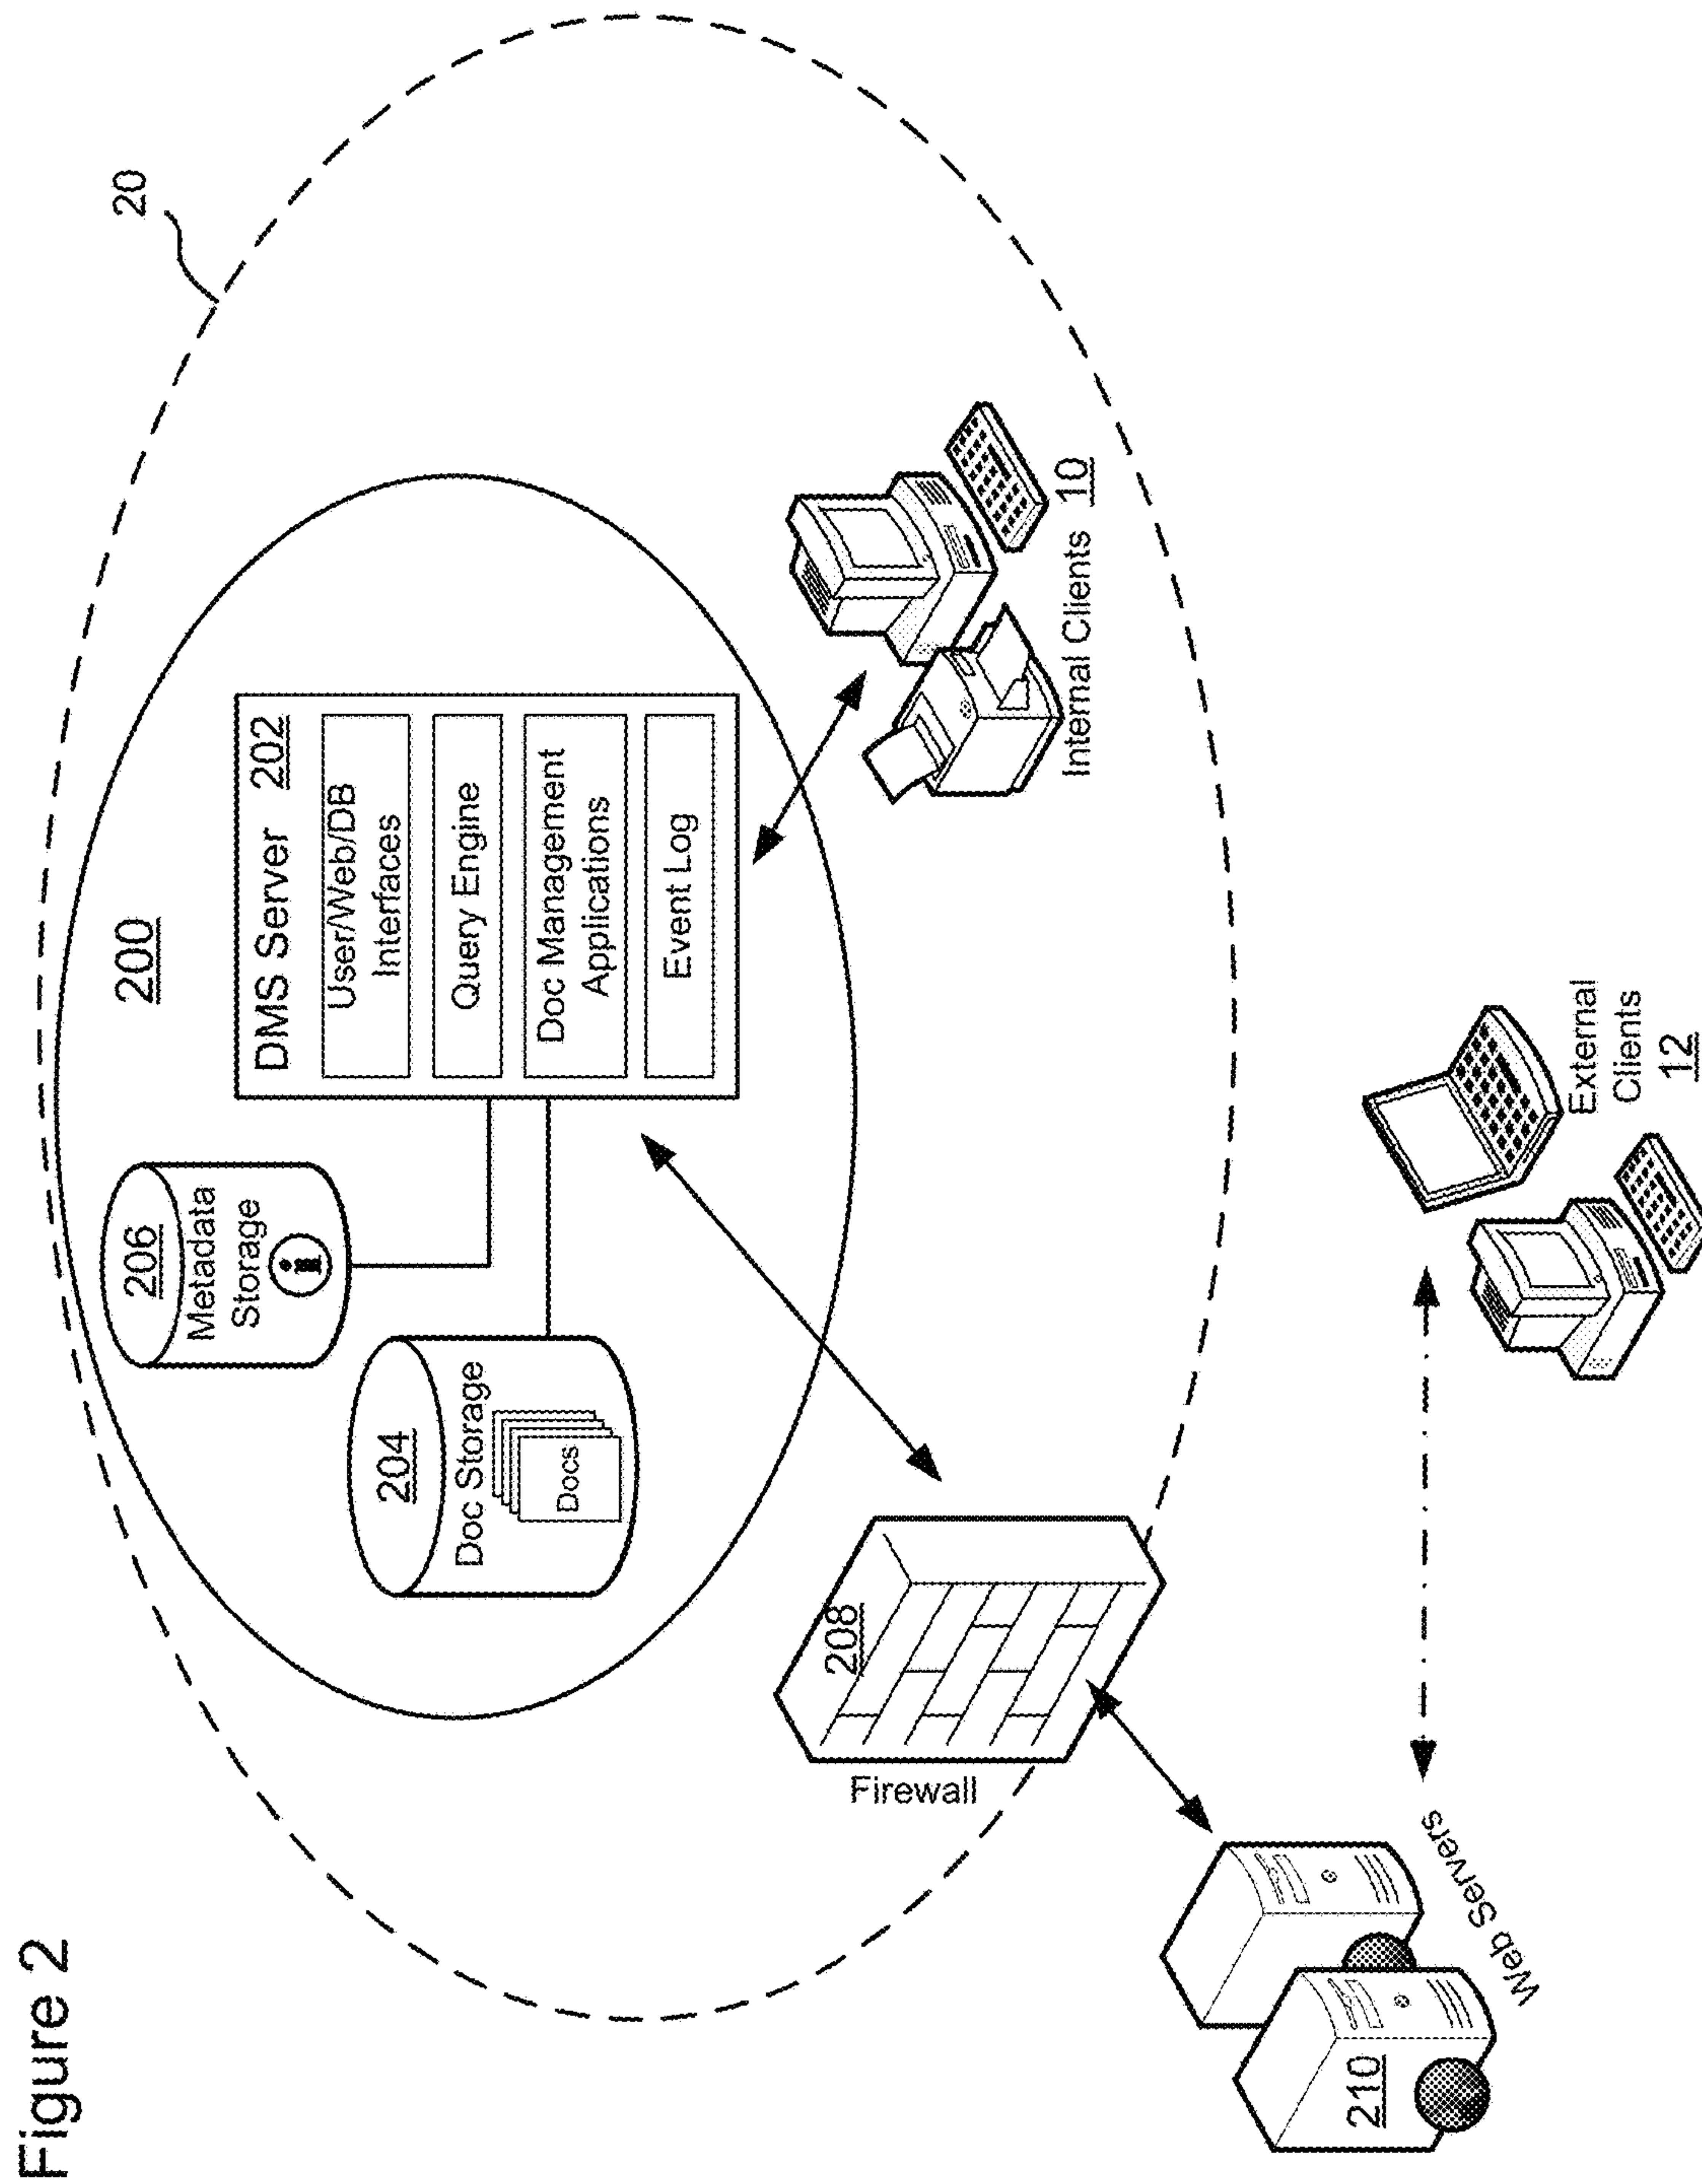 Figure 2
20
200
206
Metadata
Storage
i
204
Doc Storage
Docs
DMS Server 202
User/Web/DB
Interfaces
Query Engine
Doc Management
Applications
Event Log
Internal Clients 10
208
Firewall
210
Web Servers
External
Clients
12